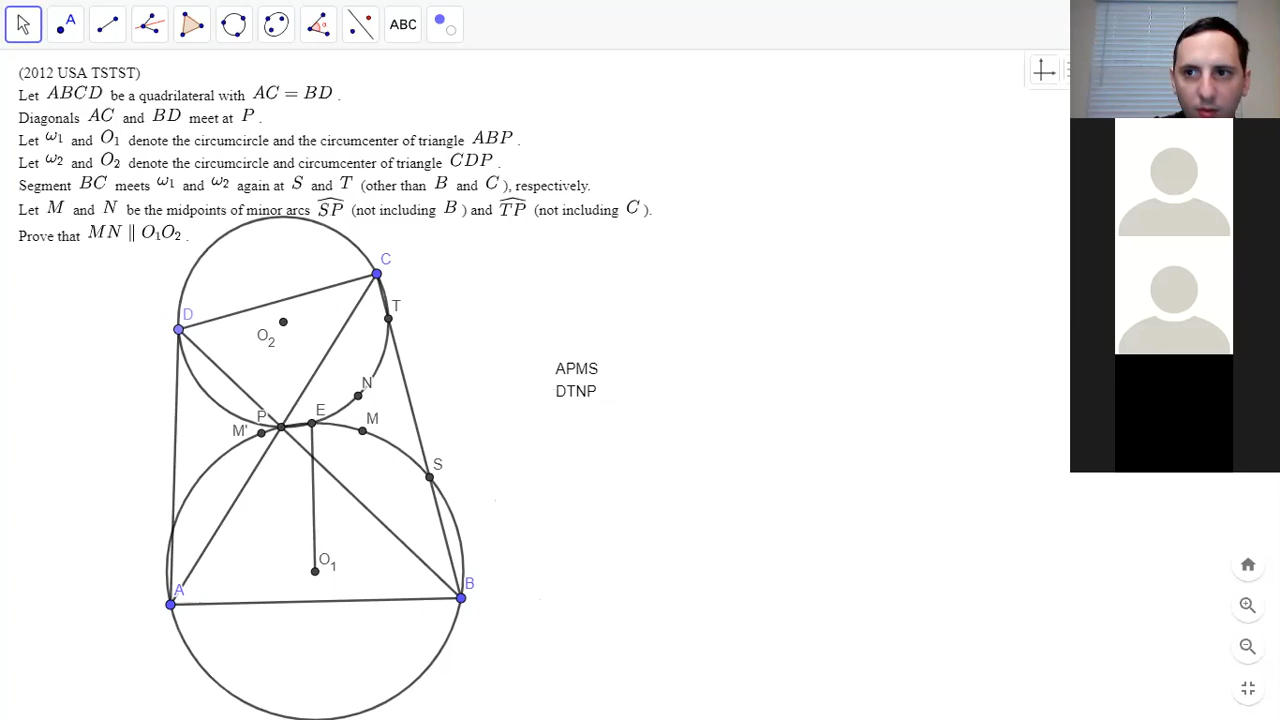 A
ABC
(2012 USA TSTST)
Let ABCD be a quadrilateral with AC = BD .
Diagonals AC and BD meet at P .
Let ω1 and O1 denote the circumcircle and the circumcenter of triangle ABP .
Let ω2 and O2 denote the circumcircle and circumcenter of triangle CDP .
Segment BC meets ω1 and ω2 again at S and T (other than B and C ), respectively.
Let M and N be the midpoints of minor arcs SP (not including B ) and TP (not including C ).
Prove that MN ∥ O1O2 .
C
T
D
O2
APMS
DTNP
N
E
P
M
M'
S
O1
A
B